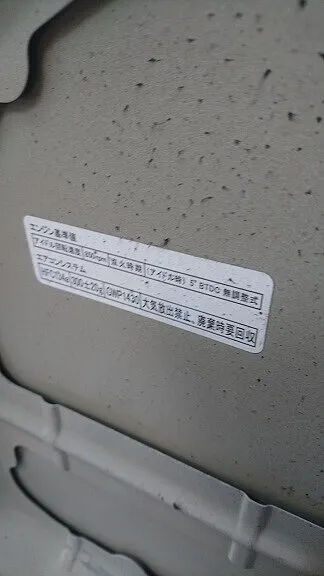 エンジン基準値
アイドル回転速度 850rpm 点火時期 (アイドル時) 5° BTDC 無調整式
エアコンシステム
HFC134a 300±20g GWP1430 大気放出禁止、廃棄時要回収